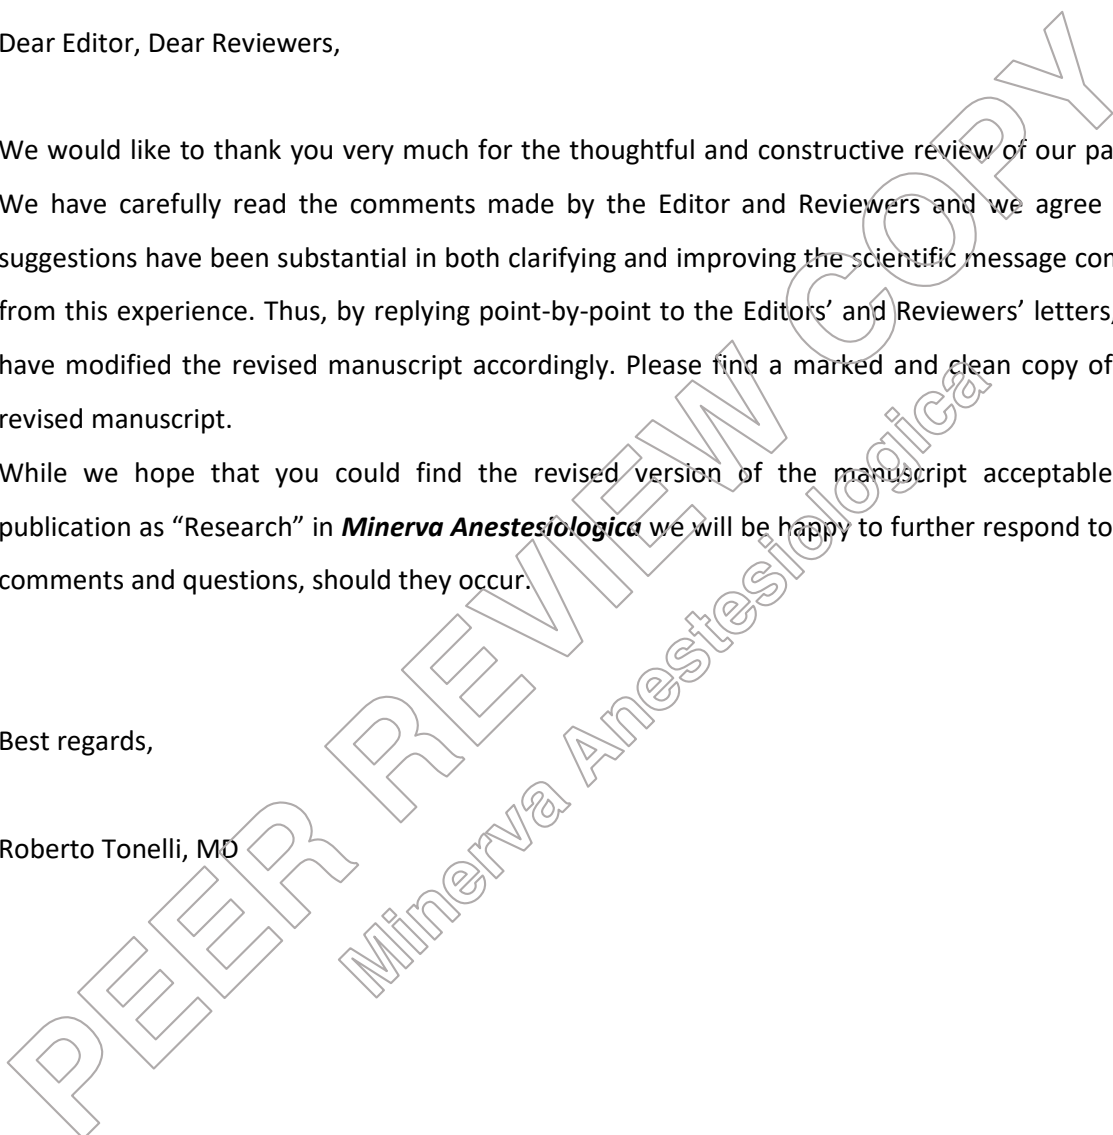 Dear Editor, Dear Reviewers,
We would like to thank you very much for the thoughtful and constructive review of our pa
We have carefully read the comments made by the Editor and Reviewers and we agree
suggestions have been substantial in both clarifying and improving the scientific message con
from this experience. Thus, by replying point-by-point to the Editors’ and Reviewers’ letters,
have modified the revised manuscript accordingly. Please find a marked and clean copy of
revised manuscript.
While we hope that you could find the revised version of the manuscript acceptable
publication as “Research” in Minerva Anestesiologica we will be happy to further respond to
comments and questions, should they occur.
Best regards,
Roberto Tonelli, MD
PEER REVIEW COPY
Minerva Anestesiologica